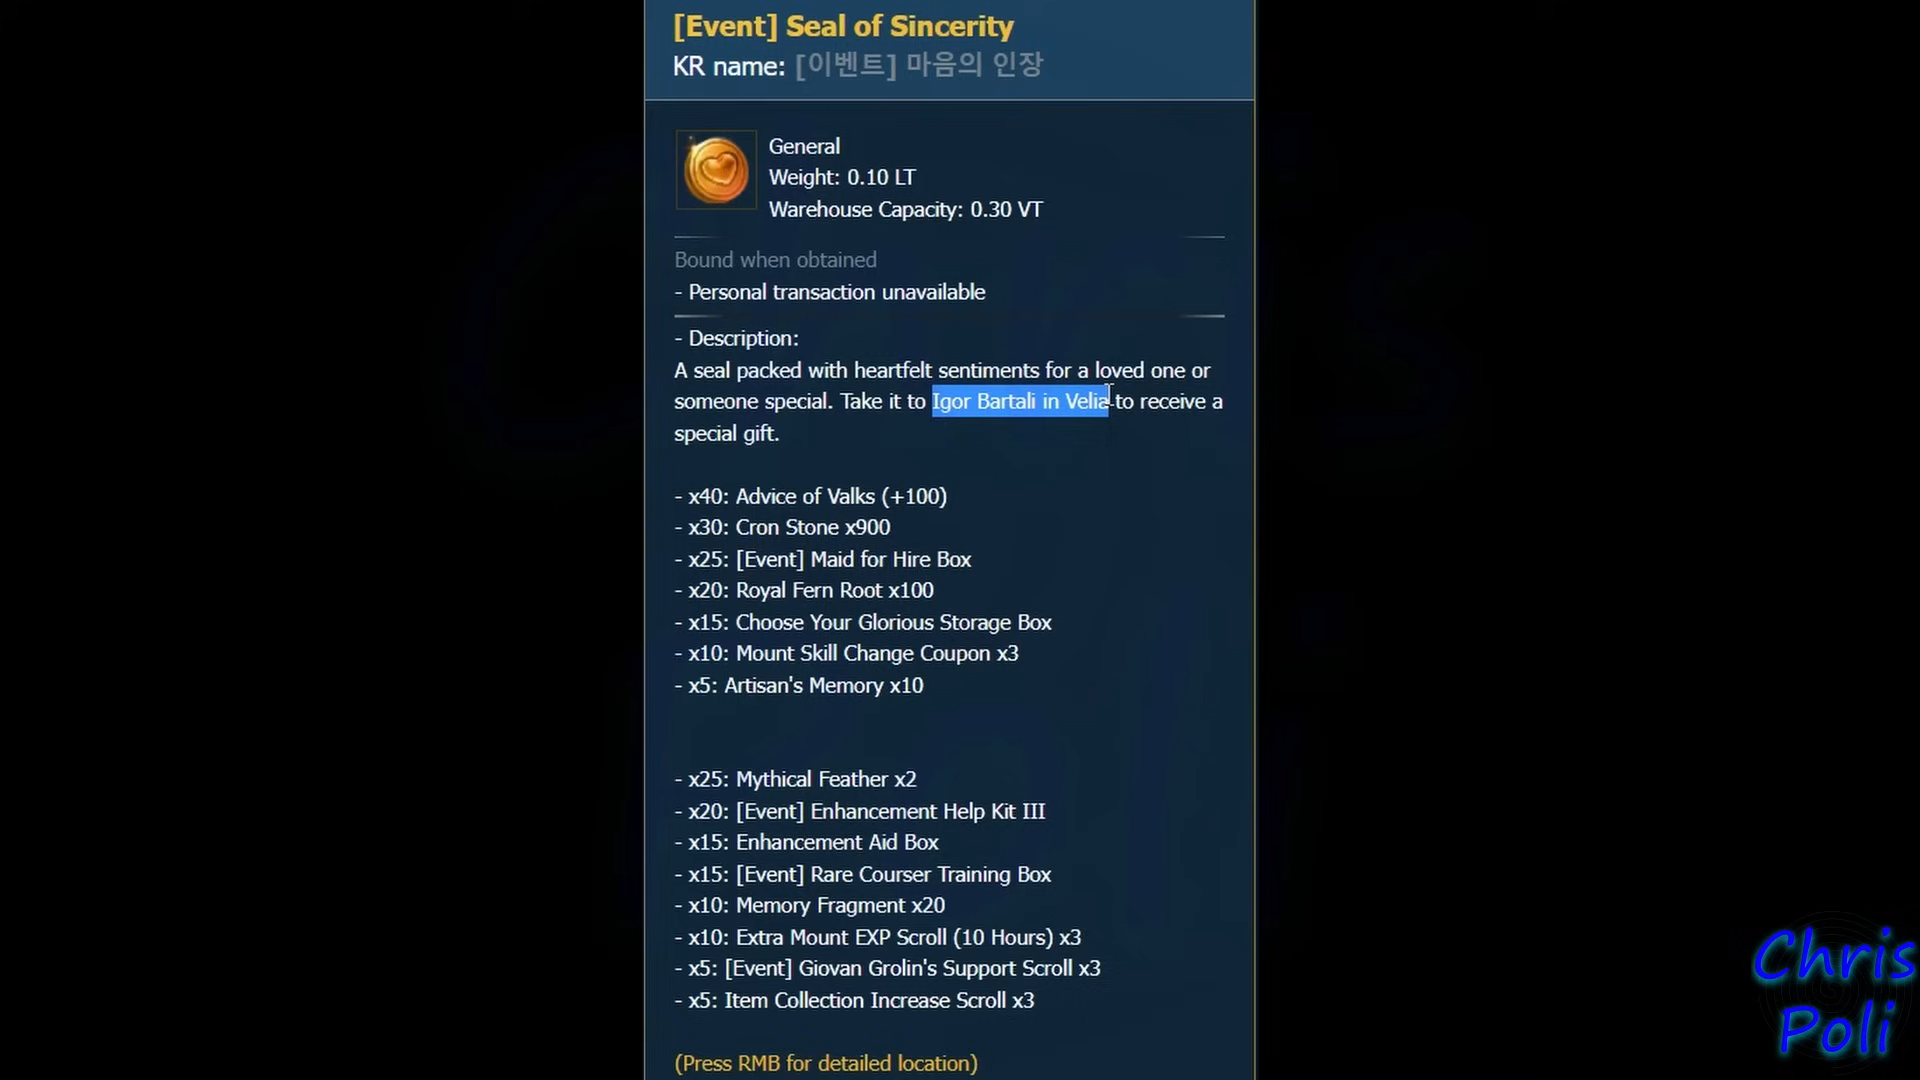 [Event] Seal of Sincerity
KR name: [이벤트] 마음의 인장
General
Weight: 0.10 LT
Warehouse Capacity: 0.30 VT
Bound when obtained
- Personal transaction unavailable
- Description:
A seal packed with heartfelt sentiments for a loved one or
someone special. Take it to Igor Bartali in Velia to receive a
special gift.
- x40: Advice of Valks (+100)
- x30: Cron Stone x900
- x25: [Event] Maid for Hire Box
- x20: Royal Fern Root x100
- x15: Choose Your Glorious Storage Box
- x10: Mount Skill Change Coupon x3
- x5: Artisan's Memory x10
- x25: Mythical Feather x2
- x20: [Event] Enhancement Help Kit III
- x15: Enhancement Aid Box
- x15: [Event] Rare Courser Training Box
- x10: Memory Fragment x20
- x10: Extra Mount EXP Scroll (10 Hours) x3
- x5: [Event] Giovan Grolin's Support Scroll x3
- x5: Item Collection Increase Scroll x3
(Press RMB for detailed location)
Chris
Poli